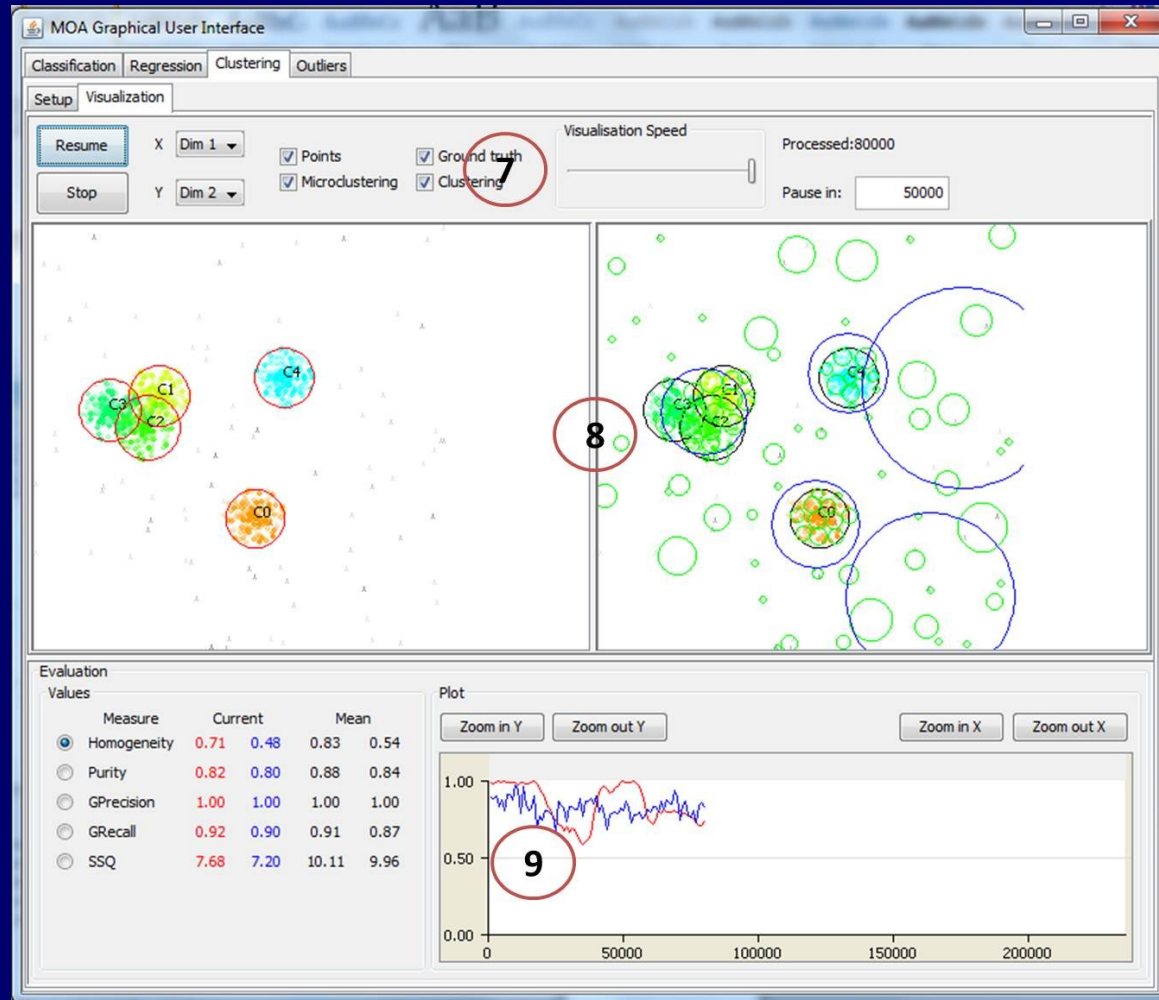 MOA Graphical User Interface
Classification Regression Clustering Outliers
Setup Visualization
Resume X Dim 1 Points Ground truth Visualisation Speed Processed:80000
Stop Y Dim 2 Microclustering Clustering Pause in: 50000
7
C4
C1
C3
C2
C0
C4
C1
C3
C2
C0
8
Evaluation
Values Plot
Measure Current Mean Zoom in Y Zoom out Y Zoom in X Zoom out X
Homogeneity 0.71 0.48 0.83 0.54
Purity 0.82 0.80 0.88 0.84
GPrecision 1.00 1.00 1.00 1.00
GRecall 0.92 0.90 0.91 0.87
SSQ 7.68 7.20 10.11 9.96
1.00
0.50
0.00
9
0 50000 100000 150000 200000